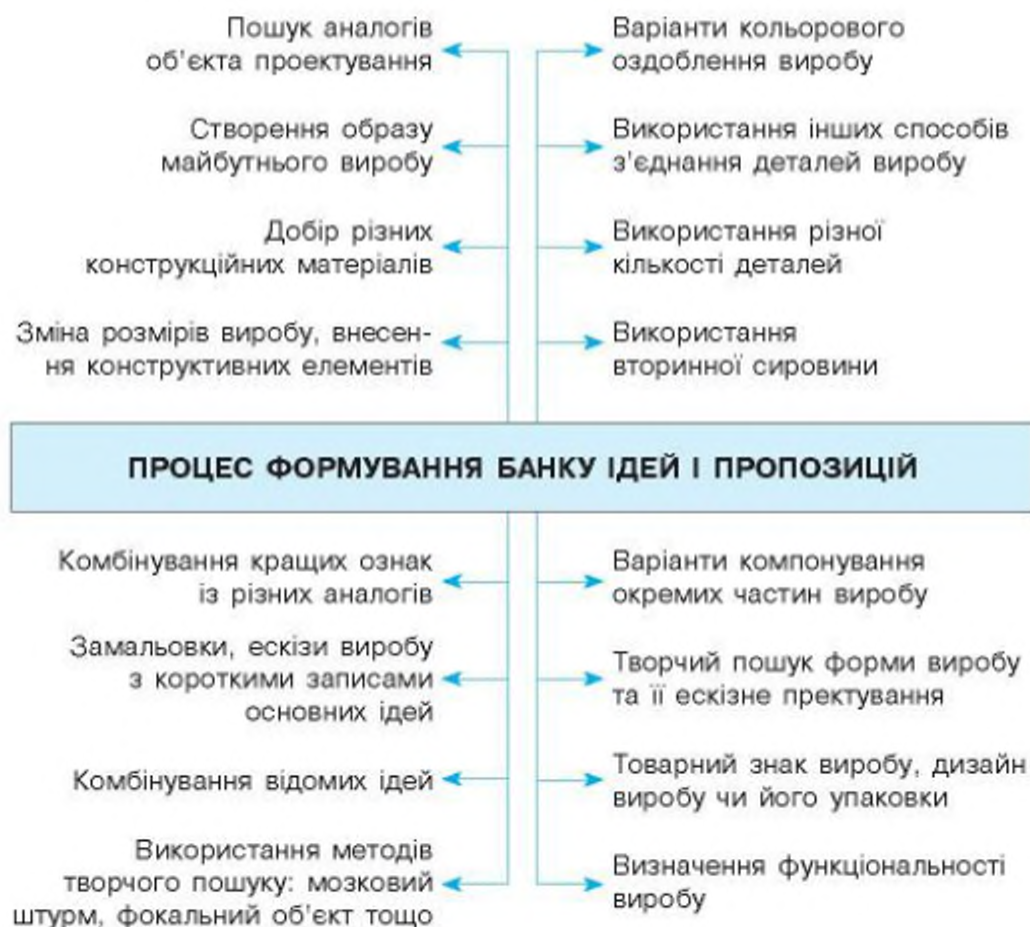 Пошук аналогів
об'єкта проектування
Створення образу
майбутнього виробу
Добір різних
конструкційних матеріалів
Зміна розмірів виробу, внесен-
ня конструктивних елементів
Варіанти кольорового
оздоблення виробу
Використання інших способів
з'єднання деталей виробу
Використання різної
кількості деталей
Використання
вторинної сировини
ПРОЦЕС ФОРМУВАННЯ БАНКУ ІДЕЙ І ПРОПОЗИЦІЙ
Комбінування кращих ознак
із різних аналогів
Замальовки, ескізи виробу
з короткими записами
основних ідей
Комбінування відомих ідей
Використання методів
творчого пошуку: мозковий
штурм, фокальний об'єкт тощо
Варіанти компонування
окремих частин виробу
Творчий пошук форми виробу
та її ескізне пректування
Товарний знак виробу, дизайн
виробу чи його упаковки
Визначення функціональності
виробу